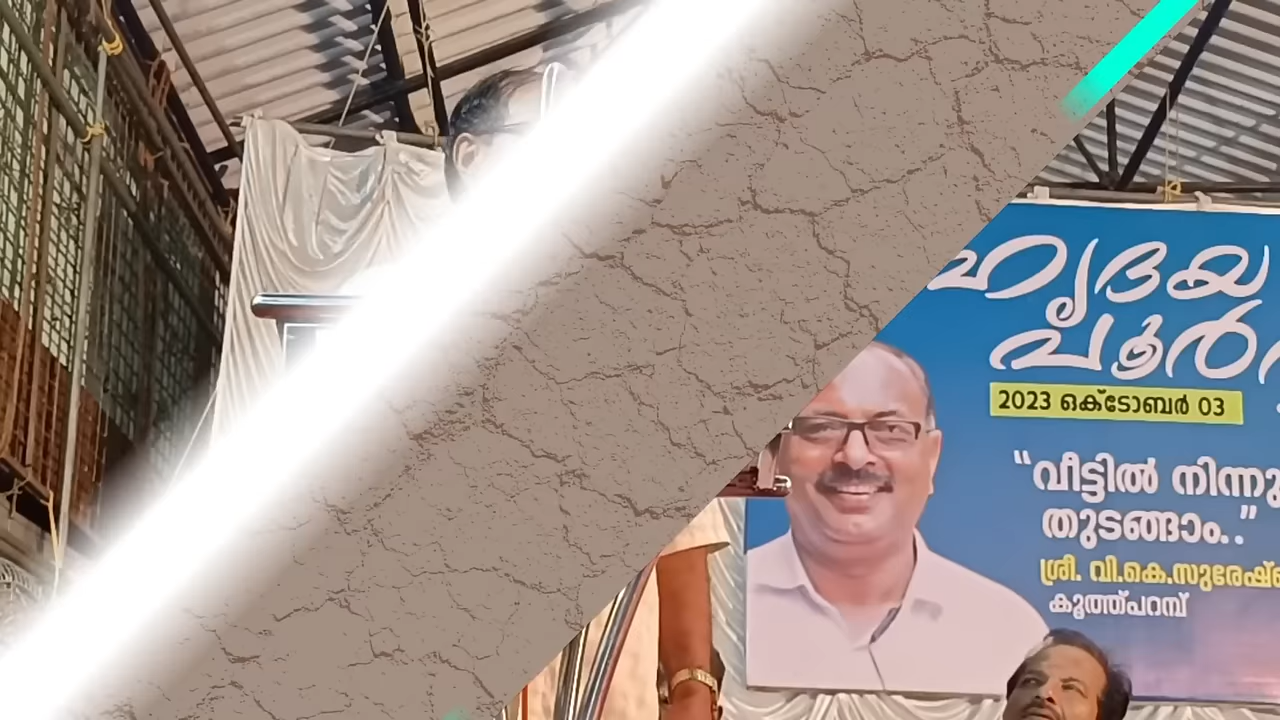 ഹൃദയ
2023 ഒക്ടോബർ 03
“വീട്ടിൽ നിന്നു
തുടങ്ങാം..”
ശ്രീ. വി.കെ.സുരേഷ്
കൂത്ത്പറമ്പ്